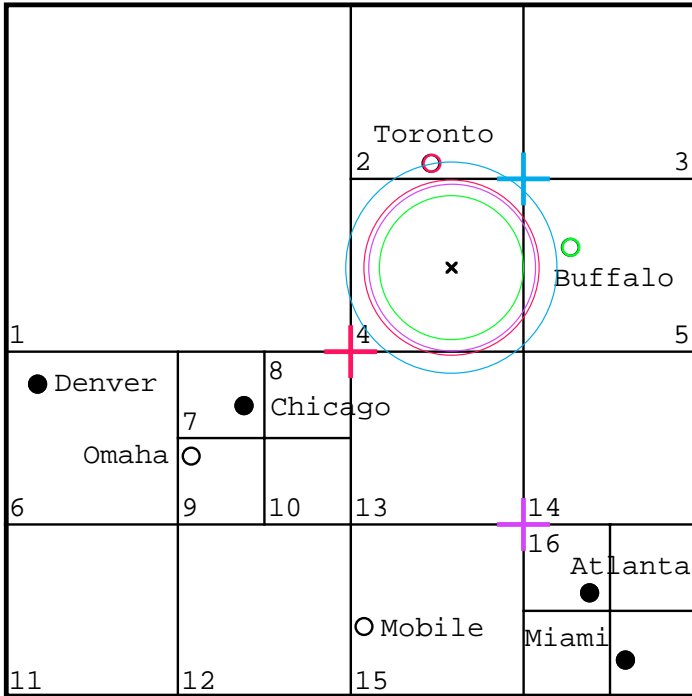 Toronto
2
3
Buffalo
1
4
5
Denver
8
7
Chicago
Omaha
6
9
10
13
14
16
Atlanta
Mobile
Miami
11
12
15